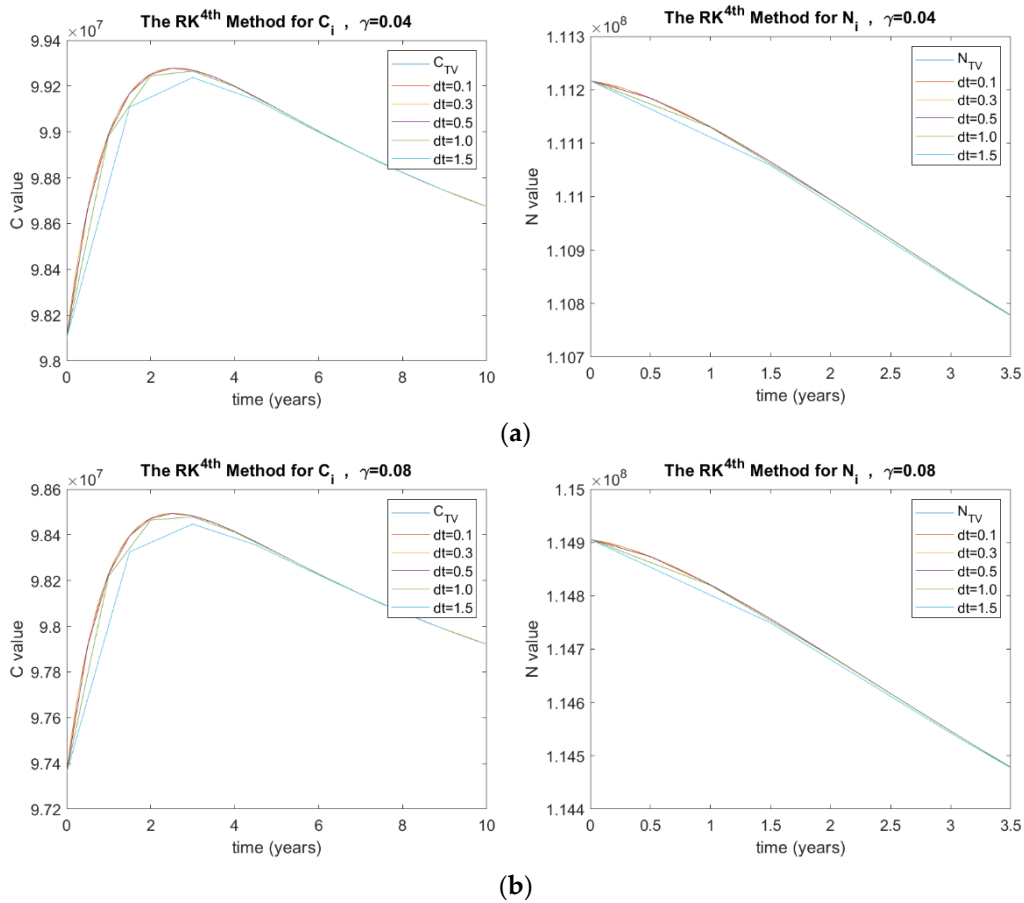 The RK4th Method for Ci , γ=0.04
×10^7
9.94
9.92
9.9
9.88
9.86
9.84
9.82
9.8
C value
0 2 4 6 8 10
time (years)
CTV
dt=0.1
dt=0.3
dt=0.5
dt=1.0
dt=1.5
The RK4th Method for Ni , γ=0.04
×10^8
1.113
1.112
1.111
1.11
1.109
1.108
1.107
N value
0 0.5 1 1.5 2 2.5 3 3.5
time (years)
NTV
dt=0.1
dt=0.3
dt=0.5
dt=1.0
dt=1.5
(a)
The RK4th Method for Ci , γ=0.08
×10^7
9.86
9.84
9.82
9.8
9.78
9.76
9.74
9.72
C value
0 2 4 6 8 10
time (years)
CTV
dt=0.1
dt=0.3
dt=0.5
dt=1.0
dt=1.5
The RK4th Method for Ni , γ=0.08
×10^8
1.15
1.149
1.148
1.147
1.146
1.145
1.144
N value
0 0.5 1 1.5 2 2.5 3 3.5
time (years)
NTV
dt=0.1
dt=0.3
dt=0.5
dt=1.0
dt=1.5
(b)